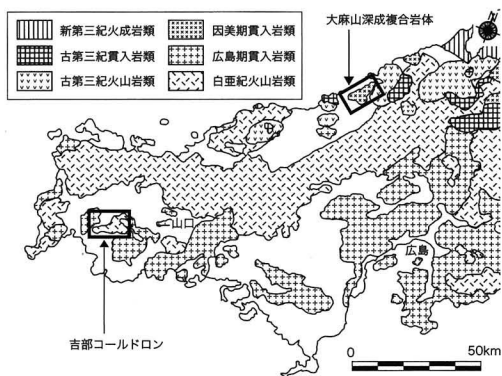 新第三紀火成岩類
古第三紀貫入岩類
古第三紀火山岩類
因美期貫入岩類
広島期貫入岩類
白亜紀火山岩類
大麻山深成複合岩体
N
山口
広島
吉部コールドロン
0 50km